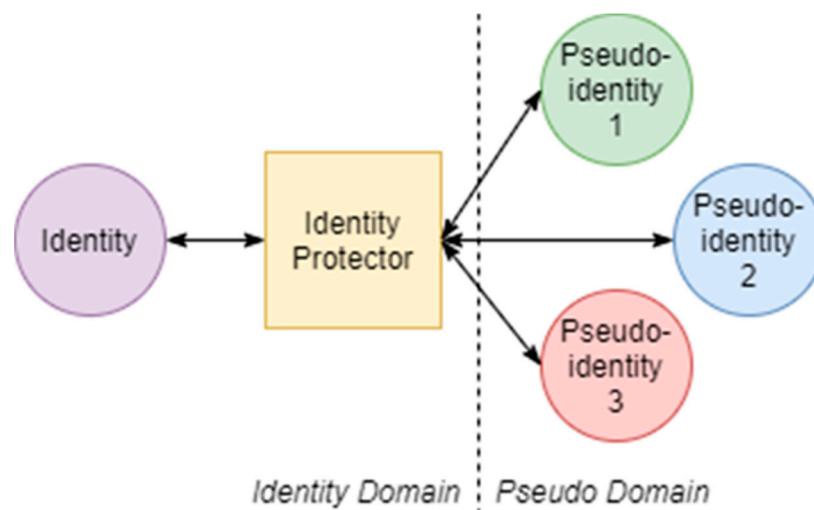 Identity
Identity
Protector
Pseudo-
identity
1
Pseudo-
identity
2
Pseudo-
identity
3
Identity Domain
Pseudo Domain